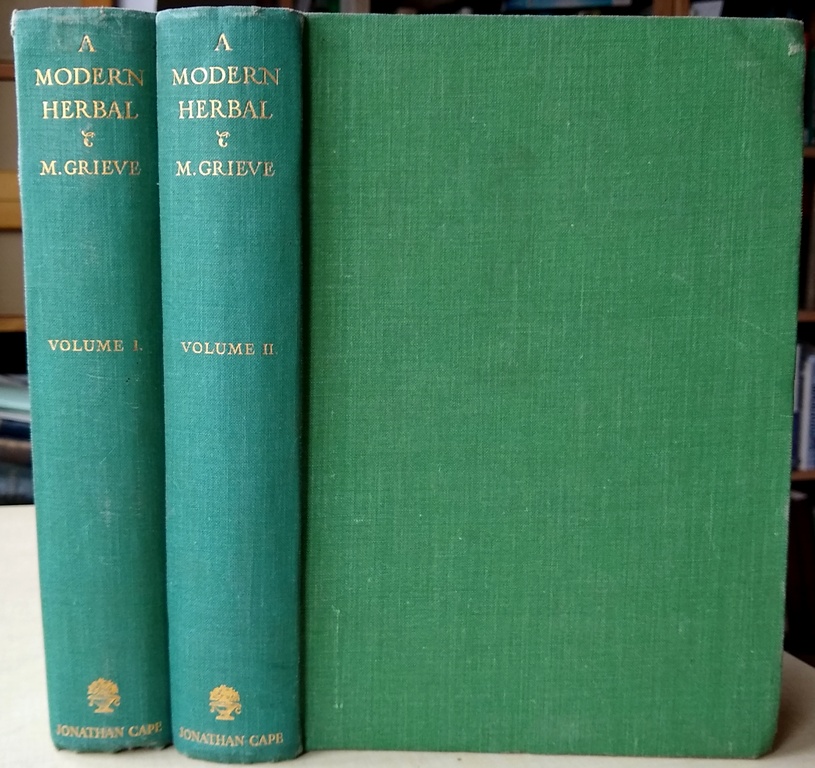 A
MODERN
HERBAL
M. GRIEVE
VOLUME I.
JONATHAN CAPE
A
MODERN
HERBAL
M. GRIEVE
VOLUME II.
JONATHAN CAPE